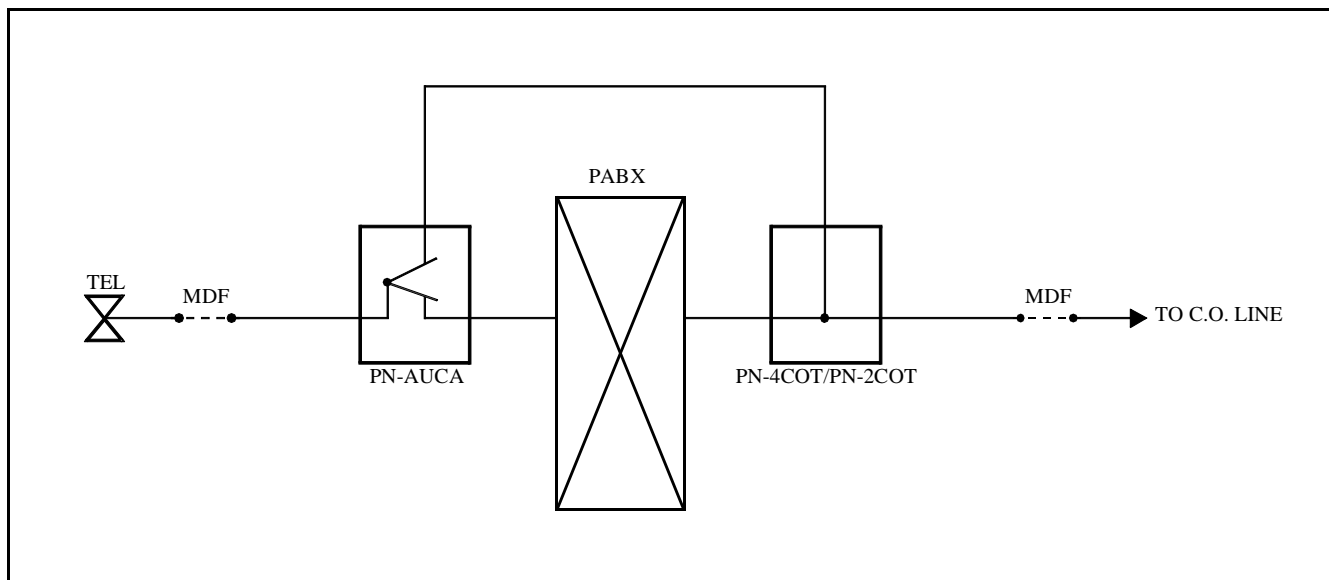 PABX
TEL
MDF
MDF
TO C.O. LINE
PN-AUCA
PN-4COT/PN-2COT